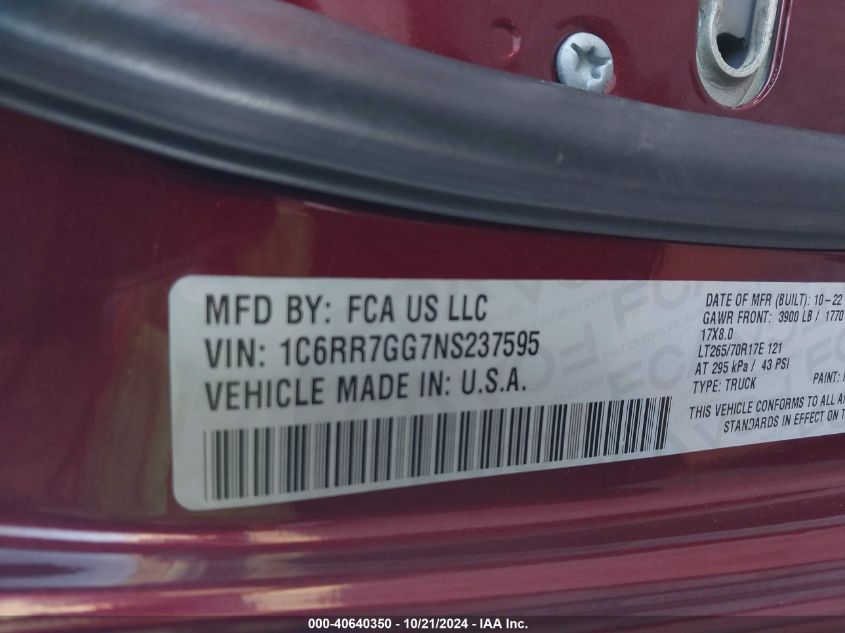 MFD BY: FCA US LLC
VIN: 1C6RR7GG7NS237595
VEHICLE MADE IN: U.S.A.
DATE OF MFR (BUILT): 10-22
GAWR FRONT: 3900 LB / 1770
17X8.0
LT265/70R17E 121
AT 295 kPa / 43 PSI
TYPE: TRUCK PAINT:
THIS VEHICLE CONFORMS TO ALL
STANDARDS IN EFFECT ON
000-40640350 - 10/21/2024 - IAA Inc.